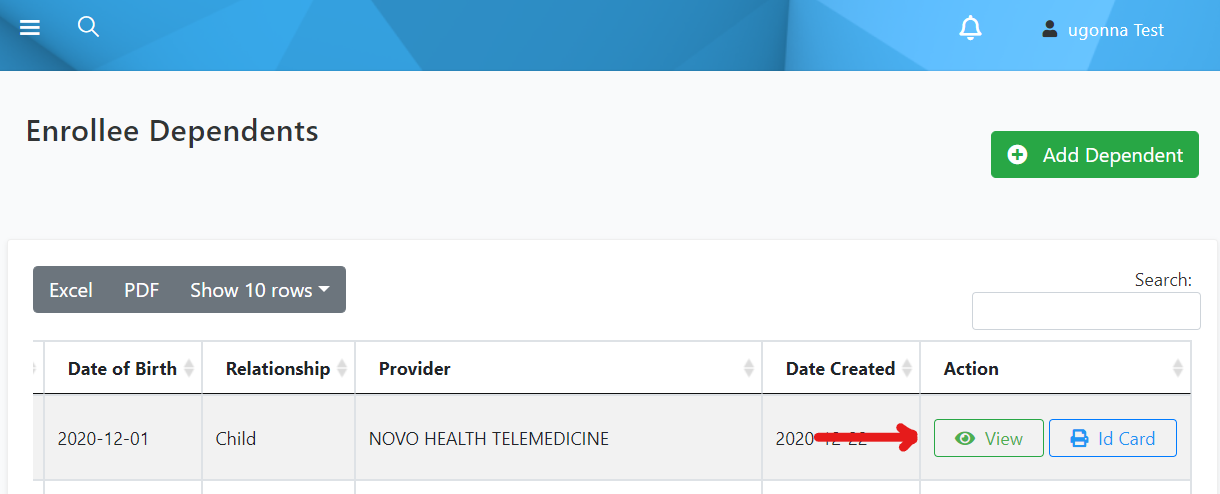 ugonna Test
Enrollee Dependents
Add Dependent
Excel PDF Show 10 rows
Search:
Date of Birth Relationship Provider Date Created Action
2020-12-01 Child NOVO HEALTH TELEMEDICINE 2020-12-22 View Id Card